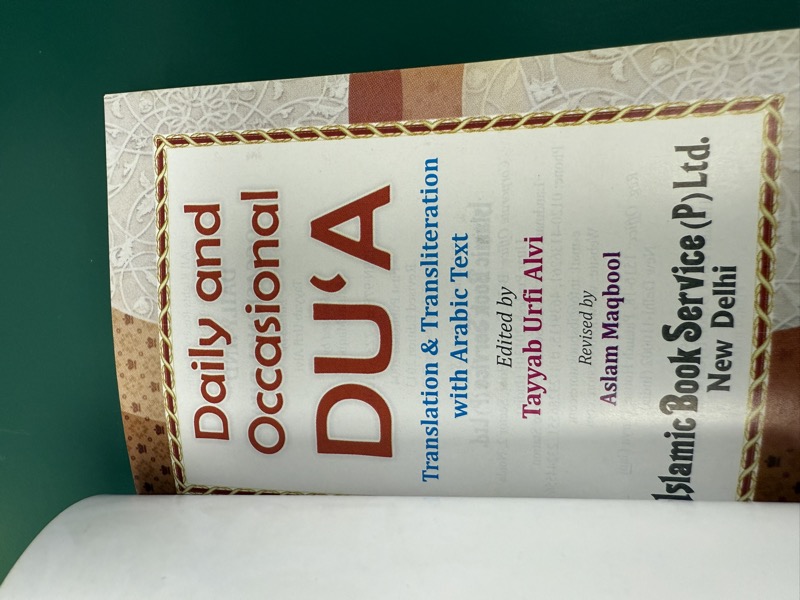 Daily and
Occasional
DU‘A
Translation & Transliteration
with Arabic Text
Edited by
Tayyab Urfi Alvi
Revised by
Aslam Maqbool
Islamic Book Service (P) Ltd.
New Delhi